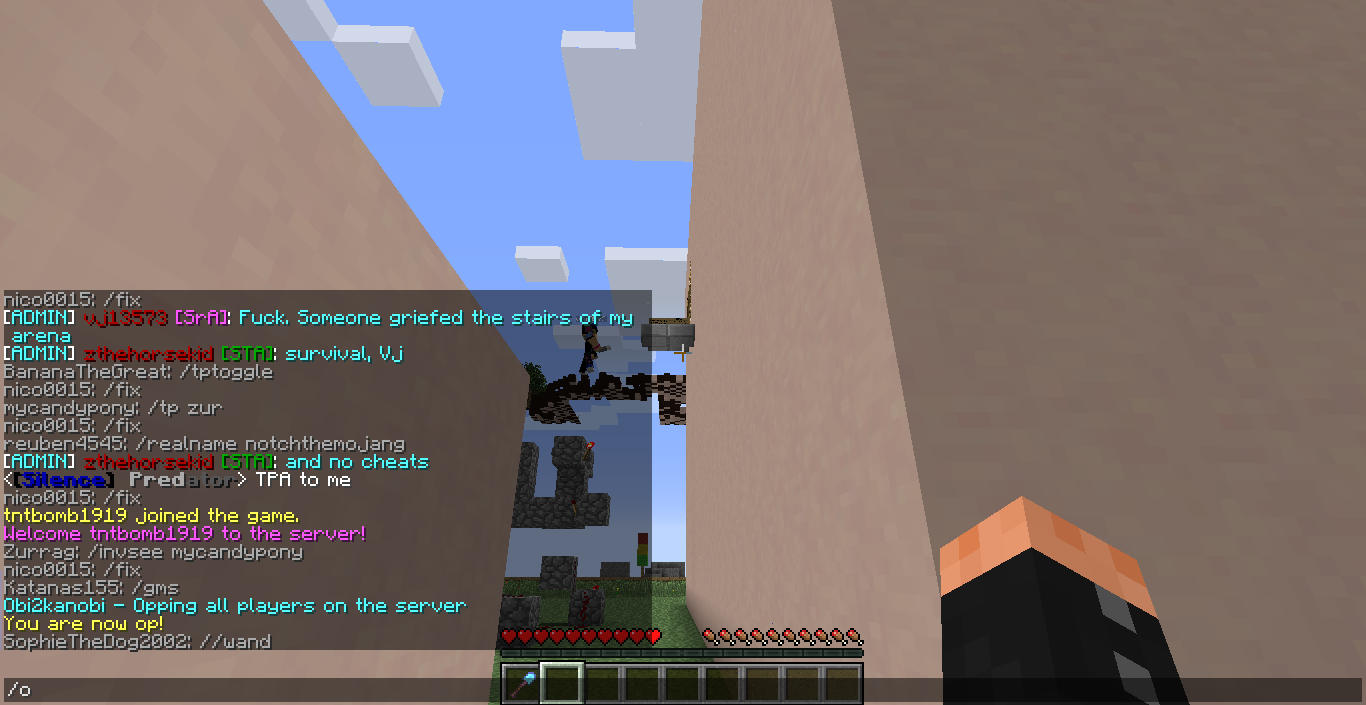 nico0015: /fix
[ADMIN] vj13573 [SrA]: Fuck. Someone griefed the stairs of my
arena
[ADMIN] zthehorsekid [STA]: survival, Vj
BananaTheGreat: /tptoggle
nico0015: /fix
mycandypony: /tp zur
nico0015: /fix
reuben4545: /realname notchthemojang
[ADMIN] zthehorsekid [STA]: and no cheats
<[Silence] Predator> TPA to me
nico0015: /fix
tntbomb1919 joined the game.
Welcome tntbomb1919 to the server!
Zurrag: /invsee mycandypony
nico0015: /fix
Katanas155: /gms
Obi2kanobi - Opping all players on the server
You are now op!
SophieTheDog2002: //wand
/o